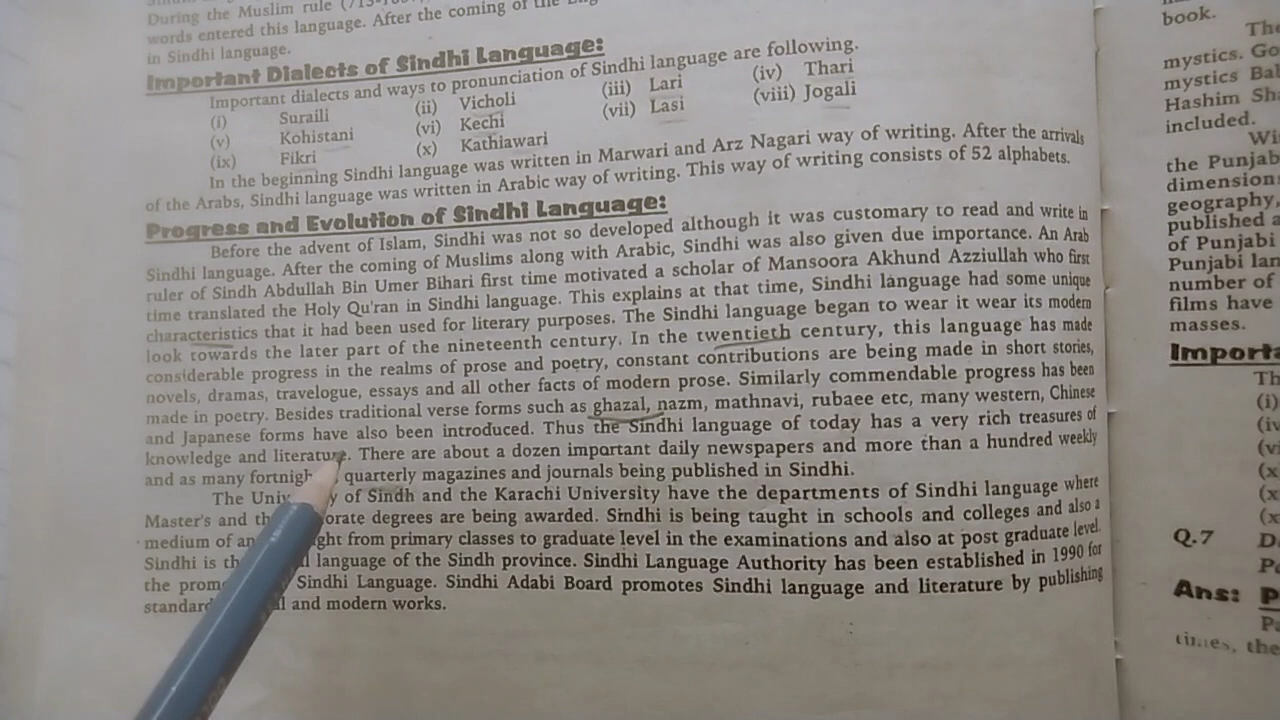 During the Muslim rule
words entered this language. After the coming of the
in Sindhi language.
Important Dialects of Sindhi Language:
Important dialects and ways to pronunciation of Sindhi language are following.
(i) Suraili (ii) Vicholi (iii) Lari (iv) Thari
(v) Kohistani (vi) Kechi (vii) Lasi (viii) Jogali
(ix) Fikri (x) Kathiawari
In the beginning Sindhi language was written in Marwari and Arz Nagari way of writing. After the arrivals
of the Arabs, Sindhi language was written in Arabic way of writing. This way of writing consists of 52 alphabets.
Progress and Evolution of Sindhi Language:
Before the advent of Islam, Sindhi was not so developed although it was customary to read and write in
Sindhi language. After the coming of Muslims along with Arabic, Sindhi was also given due importance. An Arab
ruler of Sindh Abdullah Bin Umer Bihari first time motivated a scholar of Mansoora Akhund Azziullah who first
time translated the Holy Qu'ran in Sindhi language. This explains at that time, Sindhi language had some unique
characteristics that it had been used for literary purposes. The Sindhi language began to wear it wear its modern
look towards the later part of the nineteenth century. In the twentieth century, this language has made
considerable progress in the realms of prose and poetry, constant contributions are being made in short stories,
novels, dramas, travelogue, essays and all other facts of modern prose. Similarly commendable progress has been
made in poetry. Besides traditional verse forms such as ghazal, nazm, mathnavi, rubaee etc, many western, Chinese
and Japanese forms have also been introduced. Thus the Sindhi language of today has a very rich treasures of
knowledge and literature. There are about a dozen important daily newspapers and more than a hundred weekly
and as many fortnigh quarterly magazines and journals being published in Sindhi.
The Univ y of Sindh and the Karachi University have the departments of Sindhi language where
Master's and th orate degrees are being awarded. Sindhi is being taught in schools and colleges and also a
medium of an ght from primary classes to graduate level in the examinations and also at post graduate level.
Sindhi is th l language of the Sindh province. Sindhi Language Authority has been established in 1990 for
the prom Sindhi Language. Sindhi Adabi Board promotes Sindhi language and literature by publishing
standard l and modern works.
book.
The
mystics. Go
mystics Bab
Hashim Sha
included.
Wi
the Punjab
dimension
geography,
published a
of Punjabi
Punjabi lan
number of
films have
masses.
Importa
Th
(i)
(iv
(v
(x
(x
(x
Q.7 D
Pa
Ans: P
Pa
times, the